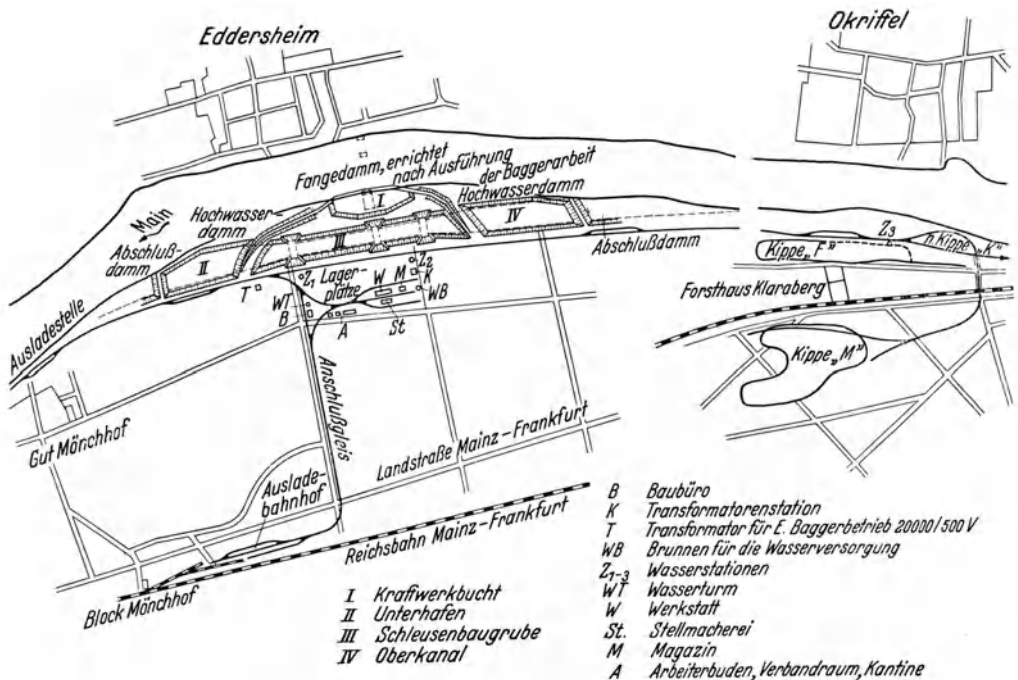 Eddersheim
Okriffel
Fangedamm, errichtet
nach Ausführung
der Baggerarbeit
Hochwasserdamm
Main
Hochwasser-
damm
Abschluß-
damm
I
II
III
IV
Abschlußdamm
Ausladestelle
T
Z1
Lager-
plätze
WT
B
W
M
Z2
K
WB
St.
A
Z3
Kippe „F"
n. Kippe „K"
Forsthaus Klaraberg
Kippe „M"
Gut Mönchhof
Anschlußgleis
Landstraße Mainz-Frankfurt
Auslade-
bahnhof
Reichsbahn Mainz-Frankfurt
Block Mönchhof
I Kraftwerkbucht
II Unterhafen
III Schleusenbaugrube
IV Oberkanal
B Baubüro
K Transformatorenstation
T Transformator für E. Baggerbetrieb 20000/500 V
WB Brunnen für die Wasserversorgung
Z1-3 Wasserstationen
WT Wasserturm
W Werkstatt
St. Stellmacherei
M Magazin
A Arbeiterbuden, Verbandraum, Kantine